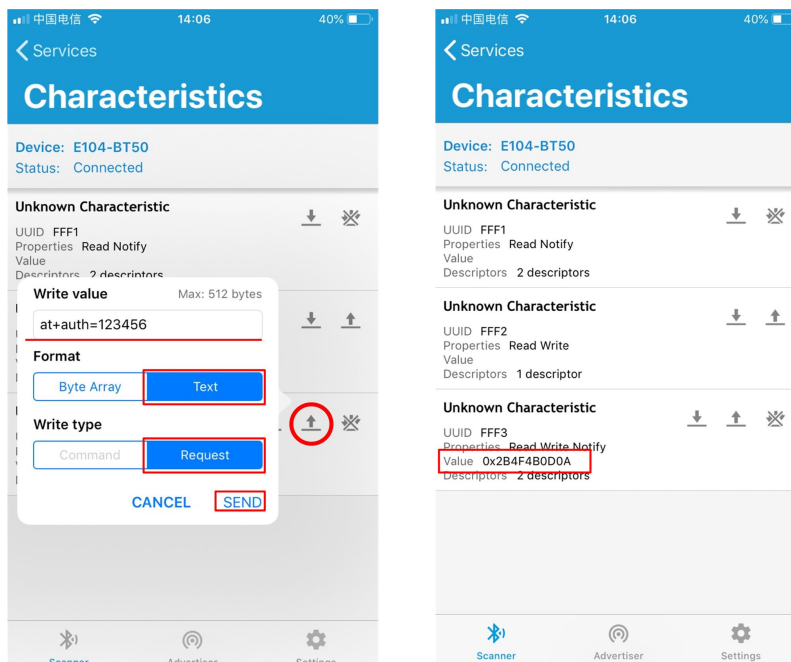 中国电信 14:06 40%
Services
Characteristics
Device: E104-BT50
Status: Connected
Unknown Characteristic
UUID FFF1
Properties Read Notify
Value
Descriptors 2 descriptors
Write value Max: 512 bytes
at+auth=123456
Format
Byte Array Text
Write type
Command Request
CANCEL SEND
Scanner Advertiser Settings
中国电信 14:06 40%
Services
Characteristics
Device: E104-BT50
Status: Connected
Unknown Characteristic
UUID FFF1
Properties Read Notify
Value
Descriptors 2 descriptors
Unknown Characteristic
UUID FFF2
Properties Read Write
Value
Descriptors 1 descriptor
Unknown Characteristic
UUID FFF3
Properties Read Write Notify
Value 0x2B4F4B0D0A
Descriptors 2 descriptors
Scanner Advertiser Settings